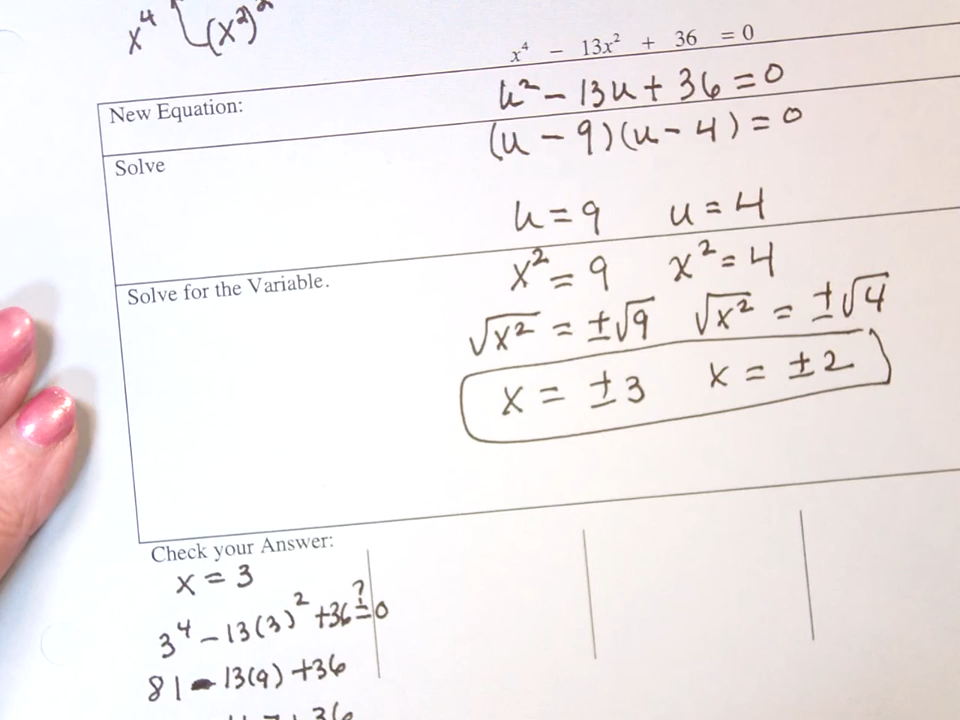 x⁴ (x²)²
x⁴ − 13x² + 36 = 0
New Equation: u² − 13u + 36 = 0
Solve (u − 9)(u − 4) = 0
u = 9 u = 4
Solve for the Variable. x² = 9 x² = 4
√x² = ±√9 √x² = ±√4
x = ±3 x = ±2
Check your Answer:
x = 3
3⁴ − 13(3)² + 36 ≟ 0
81 − 13(9) + 36
+ 36